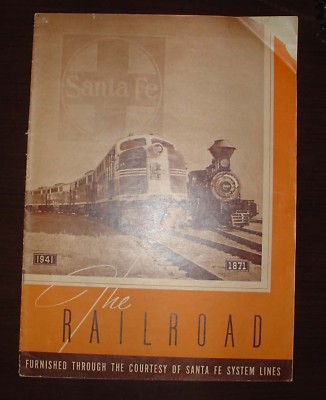 Santa Fe
1941
1871
The
RAILROAD
FURNISHED THROUGH THE COURTESY OF SANTA FE SYSTEM LINES